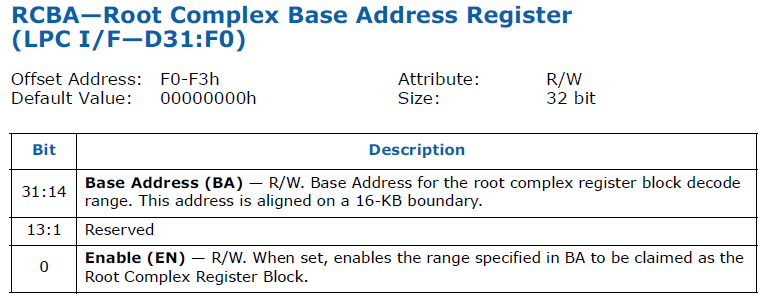 RCBA—Root Complex Base Address Register
(LPC I/F—D31:F0)
Offset Address: F0-F3h Attribute: R/W
Default Value: 00000000h Size: 32 bit
Bit Description
31:14 Base Address (BA) — R/W. Base Address for the root complex register block decode
range. This address is aligned on a 16-KB boundary.
13:1 Reserved
0 Enable (EN) — R/W. When set, enables the range specified in BA to be claimed as the
Root Complex Register Block.